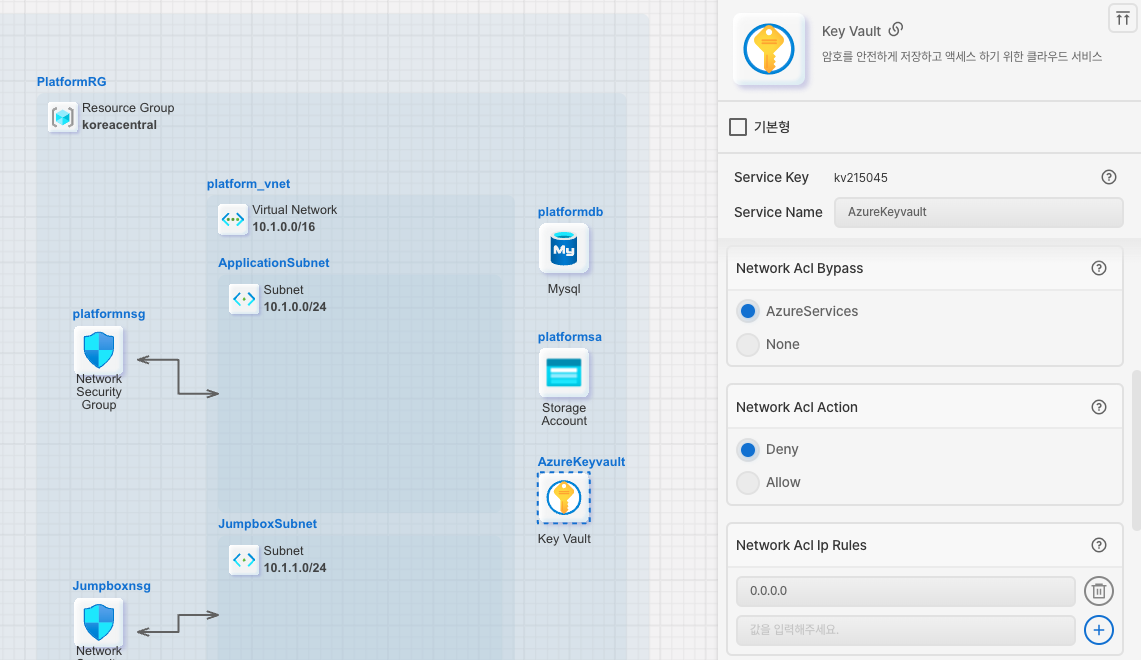 PlatformRG
Resource Group
koreacentral
platform_vnet
Virtual Network
10.1.0.0/16
ApplicationSubnet
Subnet
10.1.0.0/24
platformnsg
Network
Security
Group
JumpboxSubnet
Subnet
10.1.1.0/24
Jumpboxnsg
Network
platformdb
My
Mysql
platformsa
Storage
Account
AzureKeyvault
Key Vault
Key Vault
암호를 안전하게 저장하고 액세스 하기 위한 클라우드 서비스
기본형
Service Key kv215045
Service Name AzureKeyvault
Network Acl Bypass
AzureServices
None
Network Acl Action
Deny
Allow
Network Acl Ip Rules
0.0.0.0
값을 입력해주세요.